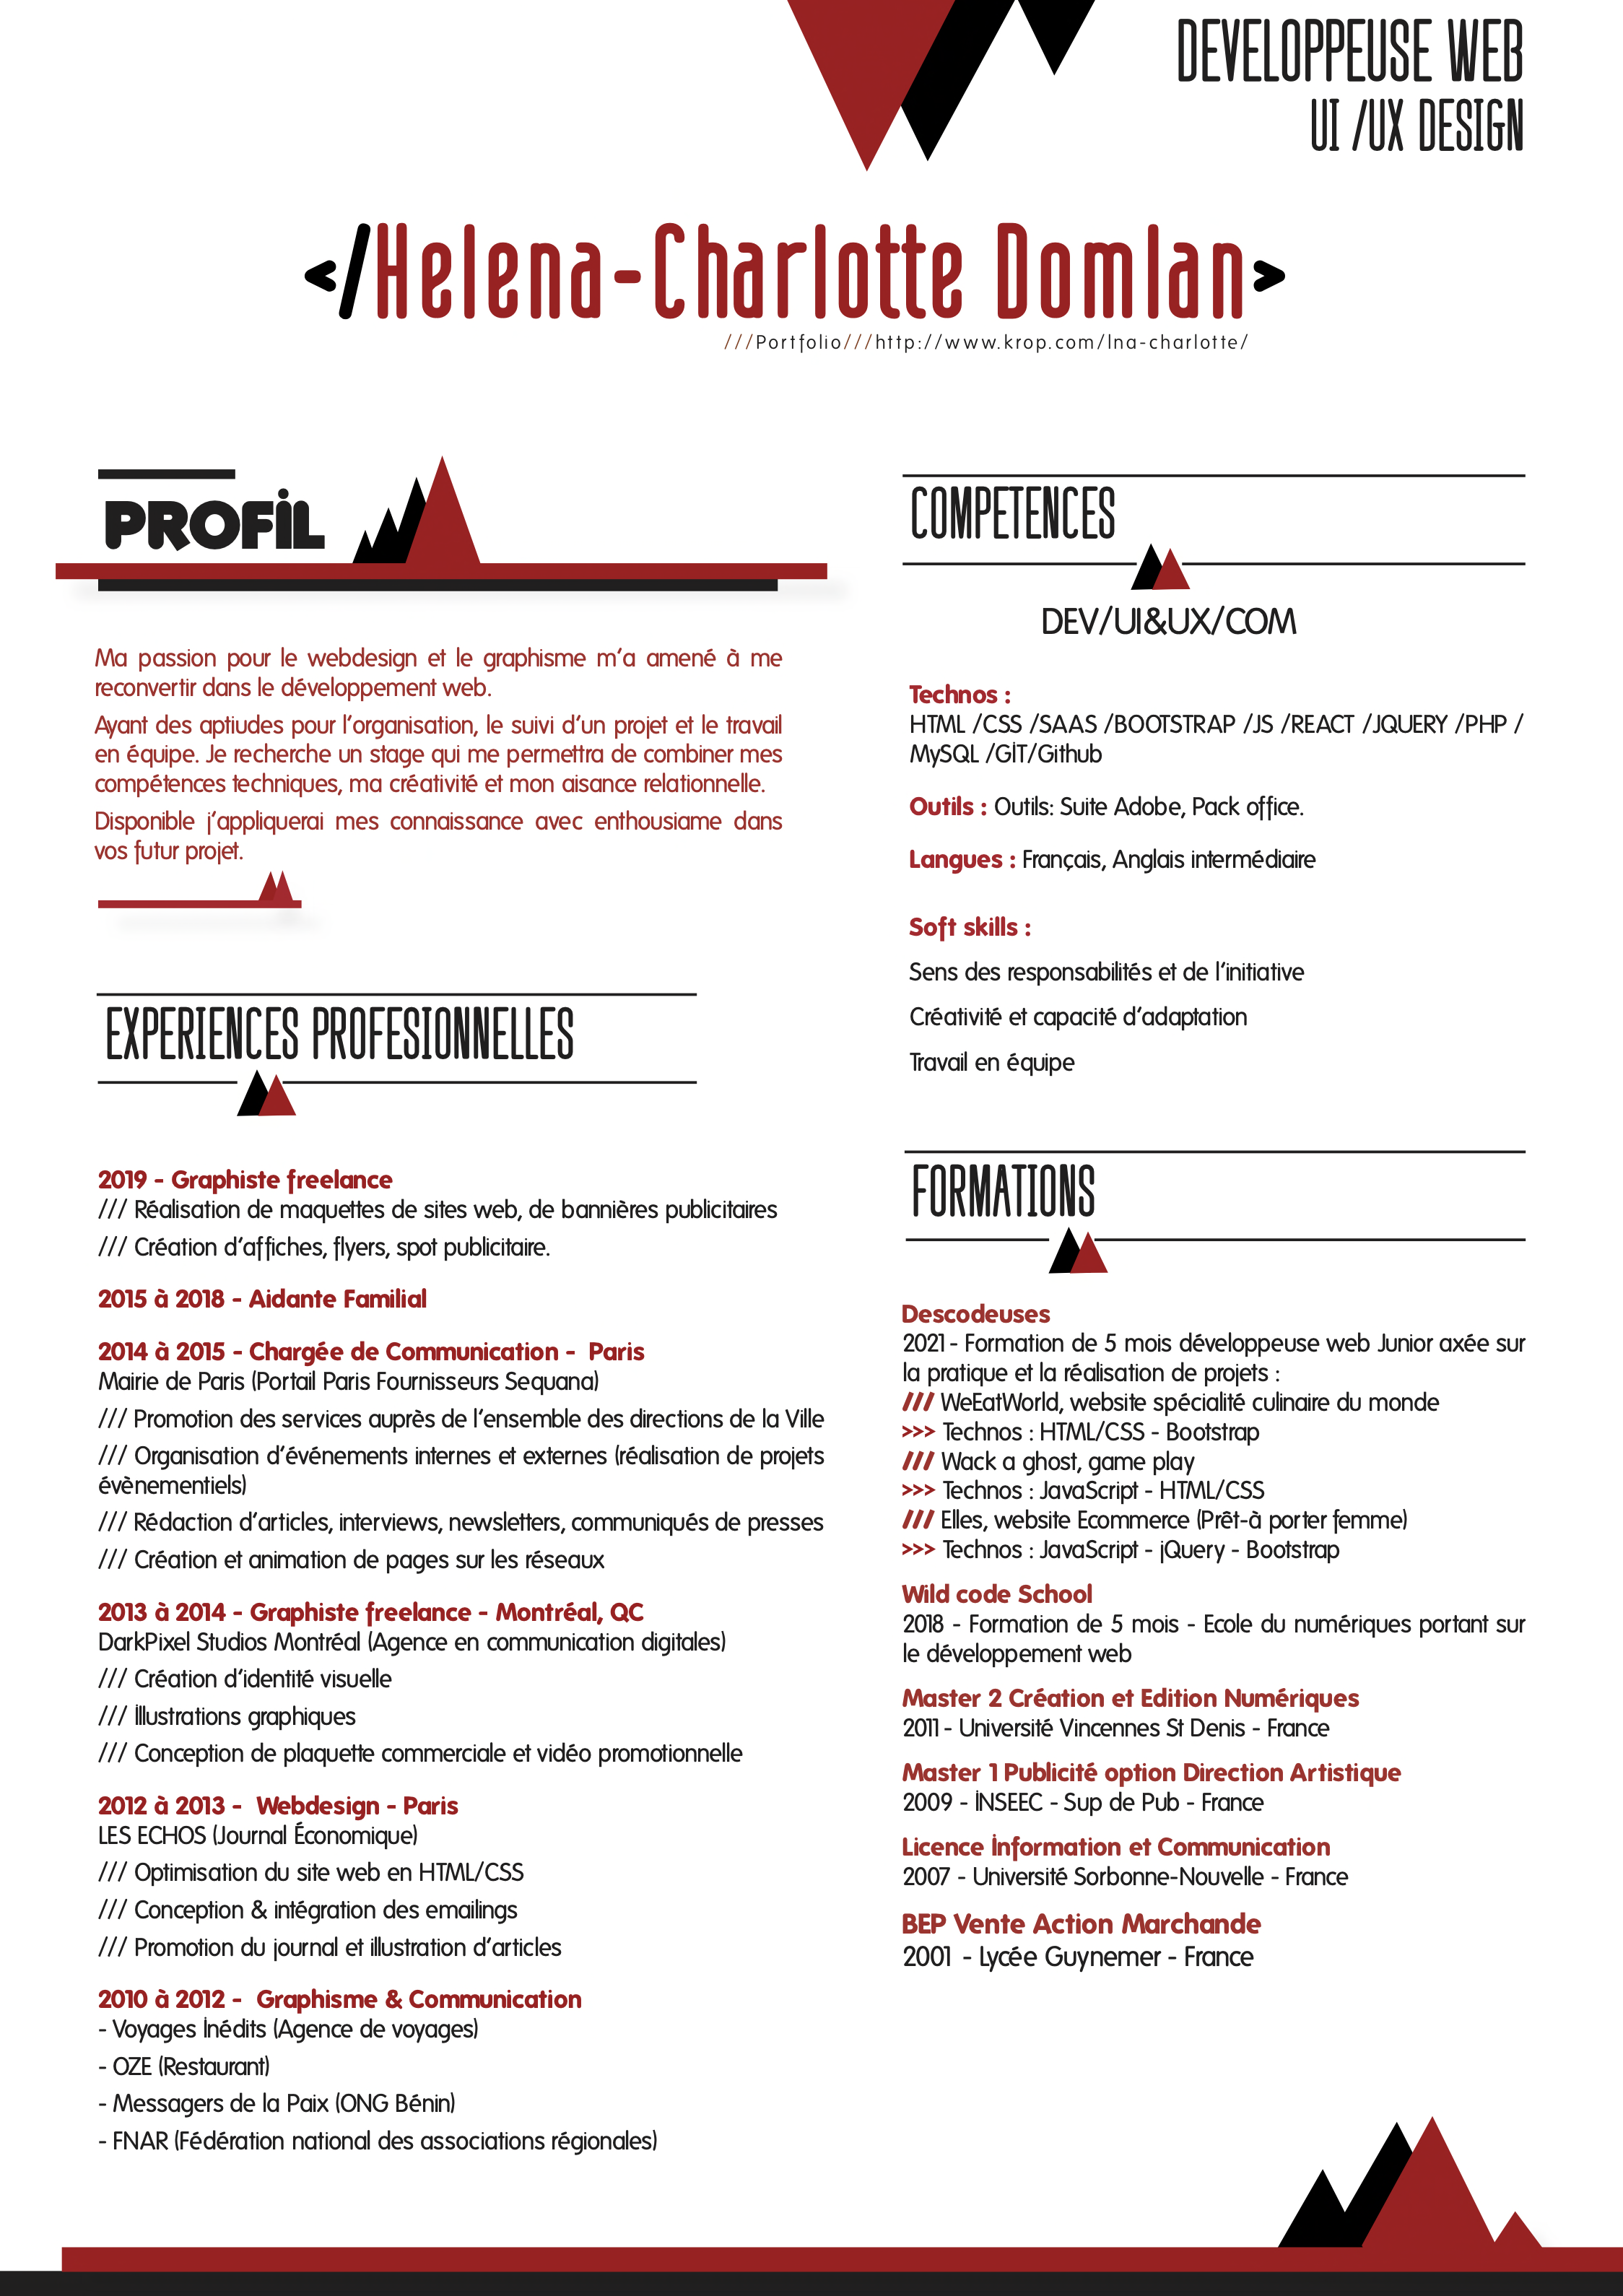 DEVELOPPEUSE WEB
UI /UX DESIGN
</Helena-Charlotte Domlan>
///Portfolio///http://www.krop.com/lna-charlotte/
PROFİL
Ma passion pour le webdesign et le graphisme m'a amené à me
reconvertir dans le développement web.
Ayant des aptiudes pour l'organisation, le suivi d'un projet et le travail
en équipe. Je recherche un stage qui me permettra de combiner mes
compétences techniques, ma créativité et mon aisance relationnelle.
Disponible j'appliquerai mes connaissance avec enthousiame dans
vos futur projet.
EXPERIENCES PROFESIONNELLES
2019 - Graphiste freelance
/// Réalisation de maquettes de sites web, de bannières publicitaires
/// Création d'affiches, flyers, spot publicitaire.
2015 à 2018 - Aidante Familial
2014 à 2015 - Chargée de Communication - Paris
Mairie de Paris (Portail Paris Fournisseurs Sequana)
/// Promotion des services auprès de l'ensemble des directions de la Ville
/// Organisation d'événements internes et externes (réalisation de projets
évènementiels)
/// Rédaction d'articles, interviews, newsletters, communiqués de presses
/// Création et animation de pages sur les réseaux
2013 à 2014 - Graphiste freelance - Montréal, QC
DarkPixel Studios Montréal (Agence en communication digitales)
/// Création d'identité visuelle
/// İllustrations graphiques
/// Conception de plaquette commerciale et vidéo promotionnelle
2012 à 2013 - Webdesign - Paris
LES ECHOS (Journal Économique)
/// Optimisation du site web en HTML/CSS
/// Conception & intégration des emailings
/// Promotion du journal et illustration d'articles
2010 à 2012 - Graphisme & Communication
- Voyages İnédits (Agence de voyages)
- OZE (Restaurant)
- Messagers de la Paix (ONG Bénin)
- FNAR (Fédération national des associations régionales)
COMPETENCES
DEV/UI&UX/COM
Technos :
HTML /CSS /SAAS /BOOTSTRAP /JS /REACT /JQUERY /PHP /
MySQL /GİT/Github
Outils : Outils: Suite Adobe, Pack office.
Langues : Français, Anglais intermédiaire
Soft skills :
Sens des responsabilités et de l'initiative
Créativité et capacité d'adaptation
Travail en équipe
FORMATIONS
Descodeuses
2021 - Formation de 5 mois développeuse web Junior axée sur
la pratique et la réalisation de projets :
/// WeEatWorld, website spécialité culinaire du monde
>>> Technos : HTML/CSS - Bootstrap
/// Wack a ghost, game play
>>> Technos : JavaScript - HTML/CSS
/// Elles, website Ecommerce (Prêt-à porter femme)
>>> Technos : JavaScript - jQuery - Bootstrap
Wild code School
2018 - Formation de 5 mois - Ecole du numériques portant sur
le développement web
Master 2 Création et Edition Numériques
2011 - Université Vincennes St Denis - France
Master 1 Publicité option Direction Artistique
2009 - İNSEEC - Sup de Pub - France
Licence İnformation et Communication
2007 - Université Sorbonne-Nouvelle - France
BEP Vente Action Marchande
2001 - Lycée Guynemer - France